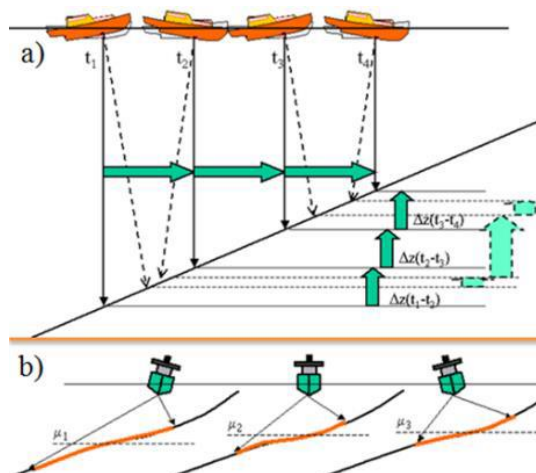 a)
t₁ t₂ t₃ t₄
Δz(t₃-t₄)
Δz(t₂-t₃)
Δz(t₁-t₂)
b)
μ₁ μ₂ μ₃